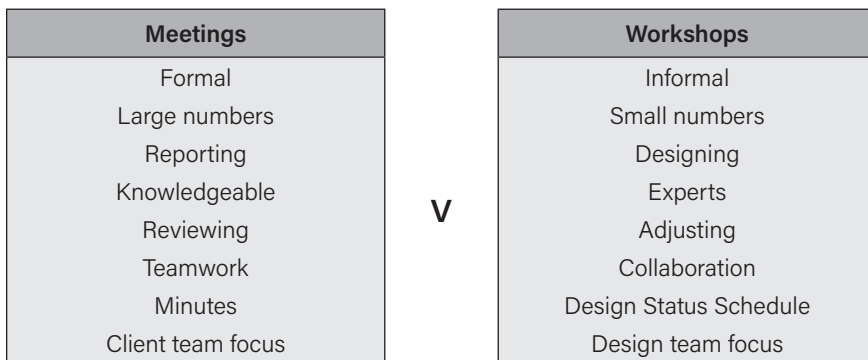 Meetings
Formal
Large numbers
Reporting
Knowledgeable
Reviewing
Teamwork
Minutes
Client team focus
V
Workshops
Informal
Small numbers
Designing
Experts
Adjusting
Collaboration
Design Status Schedule
Design team focus